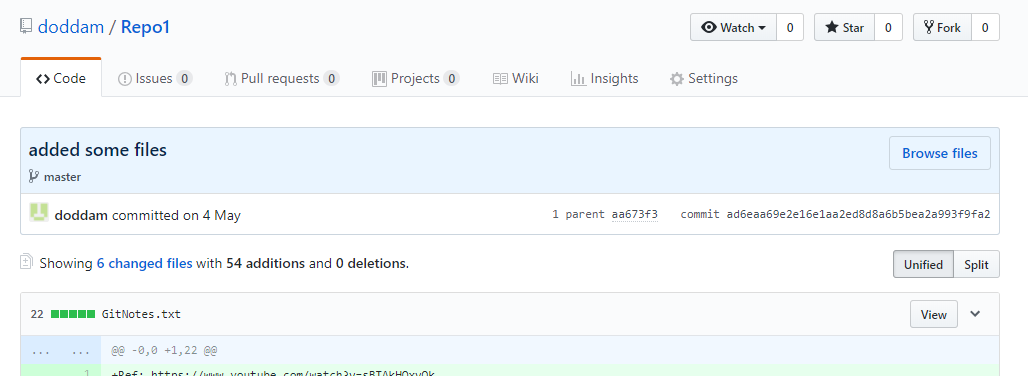 doddam / Repo1
Watch 0 Star 0 Fork 0
Code Issues 0 Pull requests 0 Projects 0 Wiki Insights Settings
added some files
Browse files
master
doddam committed on 4 May 1 parent aa673f3 commit ad6eaa69e2e16e1aa2ed8d8a6b5bea2a993f9fa2
Showing 6 changed files with 54 additions and 0 deletions.
Unified Split
22 GitNotes.txt View
... ... @@ -0,0 +1,22 @@
1 +Ref: